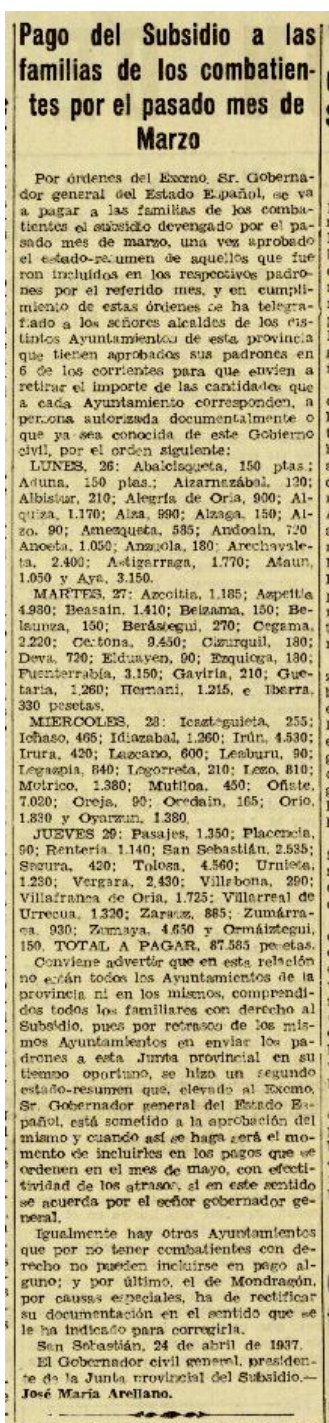 Pago del Subsidio a las
familias de los combatien-
tes por el pasado mes de
Marzo
Por órdenes del Excmo. Sr. Goberna-
dor general del Estado Español, se va
a pagar a las familias de los comba-
tientes el subsidio devengado por el pa-
sado mes de marzo, una vez aprobado
el estado-resumen de aquellos que fue
ron incluídos en los respectivos padro-
nes por el referido mes, y en cumpli-
miento de estas órdenes se ha telegra-
fiado a los señores alcaldes de los dis-
tintos Ayuntamientos de esta provincia
que tienen aprobados sus padrones en
6 de los corrientes para que envíen a
retirar el importe de las cantidades que
a cada Ayuntamiento corresponden, a
persona autorizada documentalmente o
que ya sea conocida de este Gobierno
civil, por el orden siguiente:
LUNES, 26: Abalcisqueta, 150 ptas.;
Aduna, 150 ptas.; Aizarnazábal, 120;
Albistur, 210; Alegría de Oria, 900; Al-
quiza, 1.170; Alza, 990; Alzaga, 150; Al-
zo, 90; Amezqueta, 585; Andoain, 720
Anoeta, 1.050; Anzuola, 180; Arechavale-
ta, 2.400; Astigarraga, 1.770; Ataun,
1.050 y Aya, 3.150.
MARTES, 27: Azcoitia, 1.185; Azpeitia
4.980; Beasain, 1.410; Beizama, 150; Be-
launza, 150; Berástegui, 270; Cegama,
2.220; Cestona, 9.450; Cizurquil, 180;
Deva, 720; Elduayen, 90; Ezquioga, 180;
Fuenterrabía, 3.150; Gaviria, 210; Gue-
taria, 1.260; Hernani, 1.215, e Ibarra,
330 pesetas.
MIERCOLES, 28: Icazteguieta, 255;
Ichaso, 465; Idiazabal, 1.260; Irún, 4.530;
Irura, 420; Lazcano, 600; Leaburu, 90;
Legazpia, 840; Legorreta, 210; Lezo, 810;
Motrico, 1.380; Mutiloa, 450; Oñate,
7.020; Oreja, 90; Orendain, 165; Orio,
1.830 y Oyarzun, 1.380.
JUEVES 29: Pasajes, 1.350; Placencia,
90; Rentería, 1.140; San Sebastián, 2.535;
Segura, 420; Tolosa, 4.560; Urnieta,
1.230; Vergara, 2.430; Villabona, 290;
Villafranca de Oria, 1.725; Villarreal de
Urrecua, 1.320; Zarauz, 885; Zumárra-
ga, 930; Zumaya, 4.650 y Ormáiztegui,
150. TOTAL A PAGAR, 87.585 pesetas.
Conviene advertir que en esta relación
no están todos los Ayuntamientos de la
provincia ni en los mismos, comprendi-
dos todos los familiares con derecho al
Subsidio, pues por retrasos de los mis-
mos Ayuntamientos en enviar los pa-
drones a esta Junta provincial en su
tiempo oportuno, se hizo un segundo
estado-resumen que, elevado al Excmo.
Sr. Gobernador general del Estado Es-
pañol, está sometido a la aprobación del
mismo y cuando así se haga será el mo-
mento de incluirles en los pagos que se
ordenen en el mes de mayo, con efecti-
tividad de los atrasos, si en este sentido
se acuerda por el señor gobernador ge-
neral.
Igualmente hay otros Ayuntamientos
que por no tener combatientes con de-
recho no pueden incluirse en pago al-
guno; y por último, el de Mondragón,
por causas especiales, ha de rectificar
su documentación en el sentido que se
le ha indicado para corregirla.
San Sebastián, 24 de abril de 1937.
El Gobernador civil general, presiden-
te de la Junta provincial del Subsidio.—
José María Arellano.